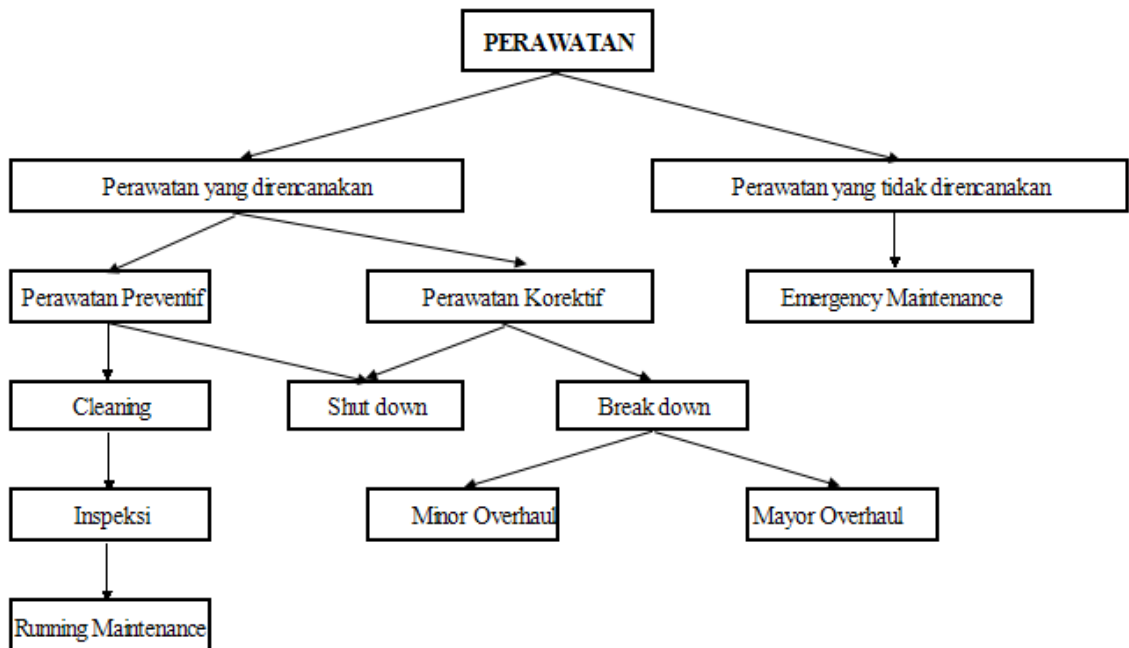 PERAWATAN
Perawatan yang direncanakan
Perawatan yang tidak direncanakan
Perawatan Preventif
Perawatan Korektif
Emergency Maintenance
Cleaning
Shut down
Break down
Inspeksi
Minor Overhaul
Mayor Overhaul
Running Maintenance